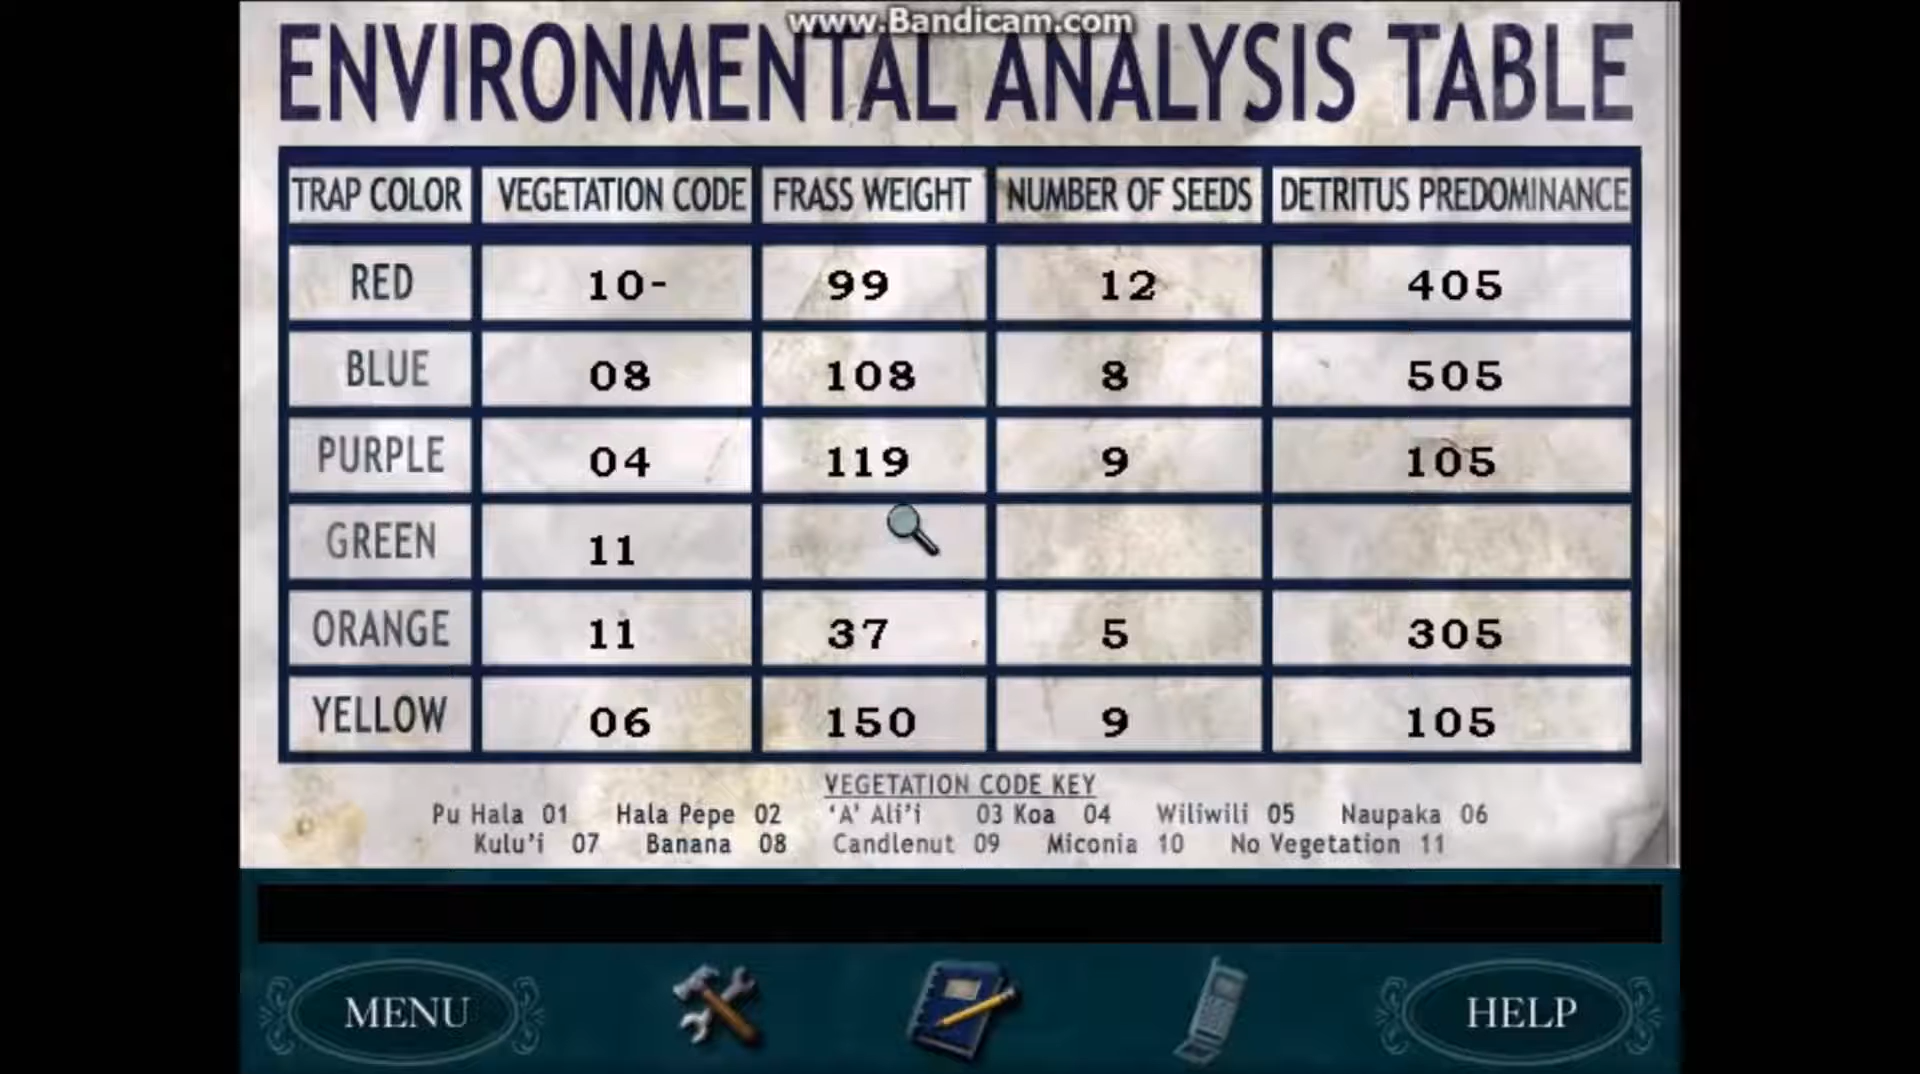 www.Bandicam.com
ENVIRONMENTAL ANALYSIS TABLE
TRAP COLOR VEGETATION CODE FRASS WEIGHT NUMBER OF SEEDS DETRITUS PREDOMINANCE
RED 10- 99 12 405
BLUE 08 108 8 505
PURPLE 04 119 9 105
GREEN 11
ORANGE 11 37 5 305
YELLOW 06 150 9 105
VEGETATION CODE KEY
Pu Hala 01 Hala Pepe 02 'A' Ali'i 03 Koa 04 Wiliwili 05 Naupaka 06
Kulu'i 07 Banana 08 Candlenut 09 Miconia 10 No Vegetation 11
MENU HELP